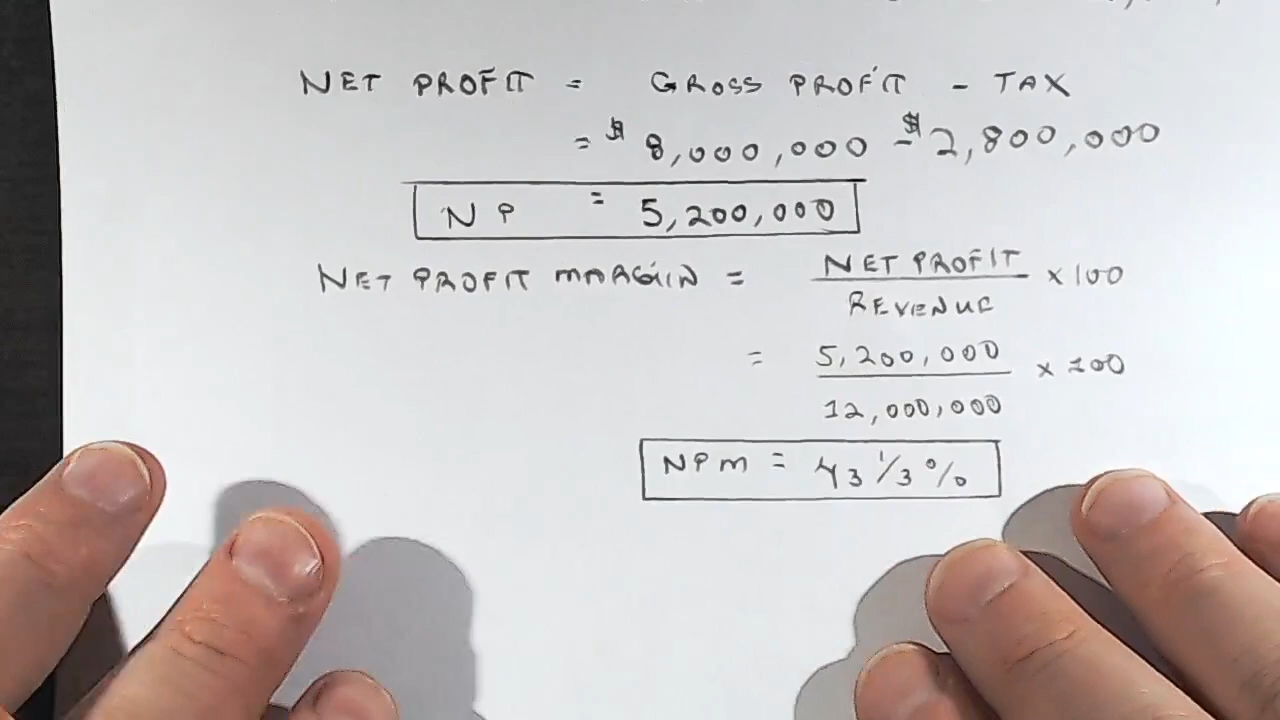 NET PROFIT = GROSS PROFIT - TAX
= $ 8,000,000 - $ 2,800,000
NP = 5,200,000
NET PROFIT MARGIN = NET PROFIT / REVENUE × 100
= 5,200,000 / 12,000,000 × 100
NPM = 43 1/3 %